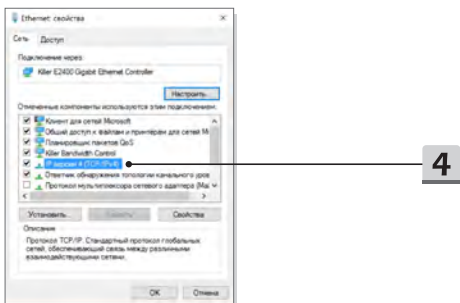 Ethernet: свойства
Сеть Доступ
Подключение через:
Killer E2400 Gigabit Ethernet Controller
Настроить...
Отмеченные компоненты используются этим подключением:
Клиент для сетей Microsoft
Общий доступ к файлам и принтерам для сетей Mi
Планировщик пакетов QoS
Killer Bandwidth Control
IP версии 4 (TCP/IPv4)
Ответчик обнаружения топологии канального уров
Протокол мультиплексора сетевого адаптера (Май
Установить... Удалить Свойства
Описание
Протокол TCP/IP. Стандартный протокол глобальных
сетей, обеспечивающий связь между различными
взаимодействующими сетями.
ОК Отмена
4